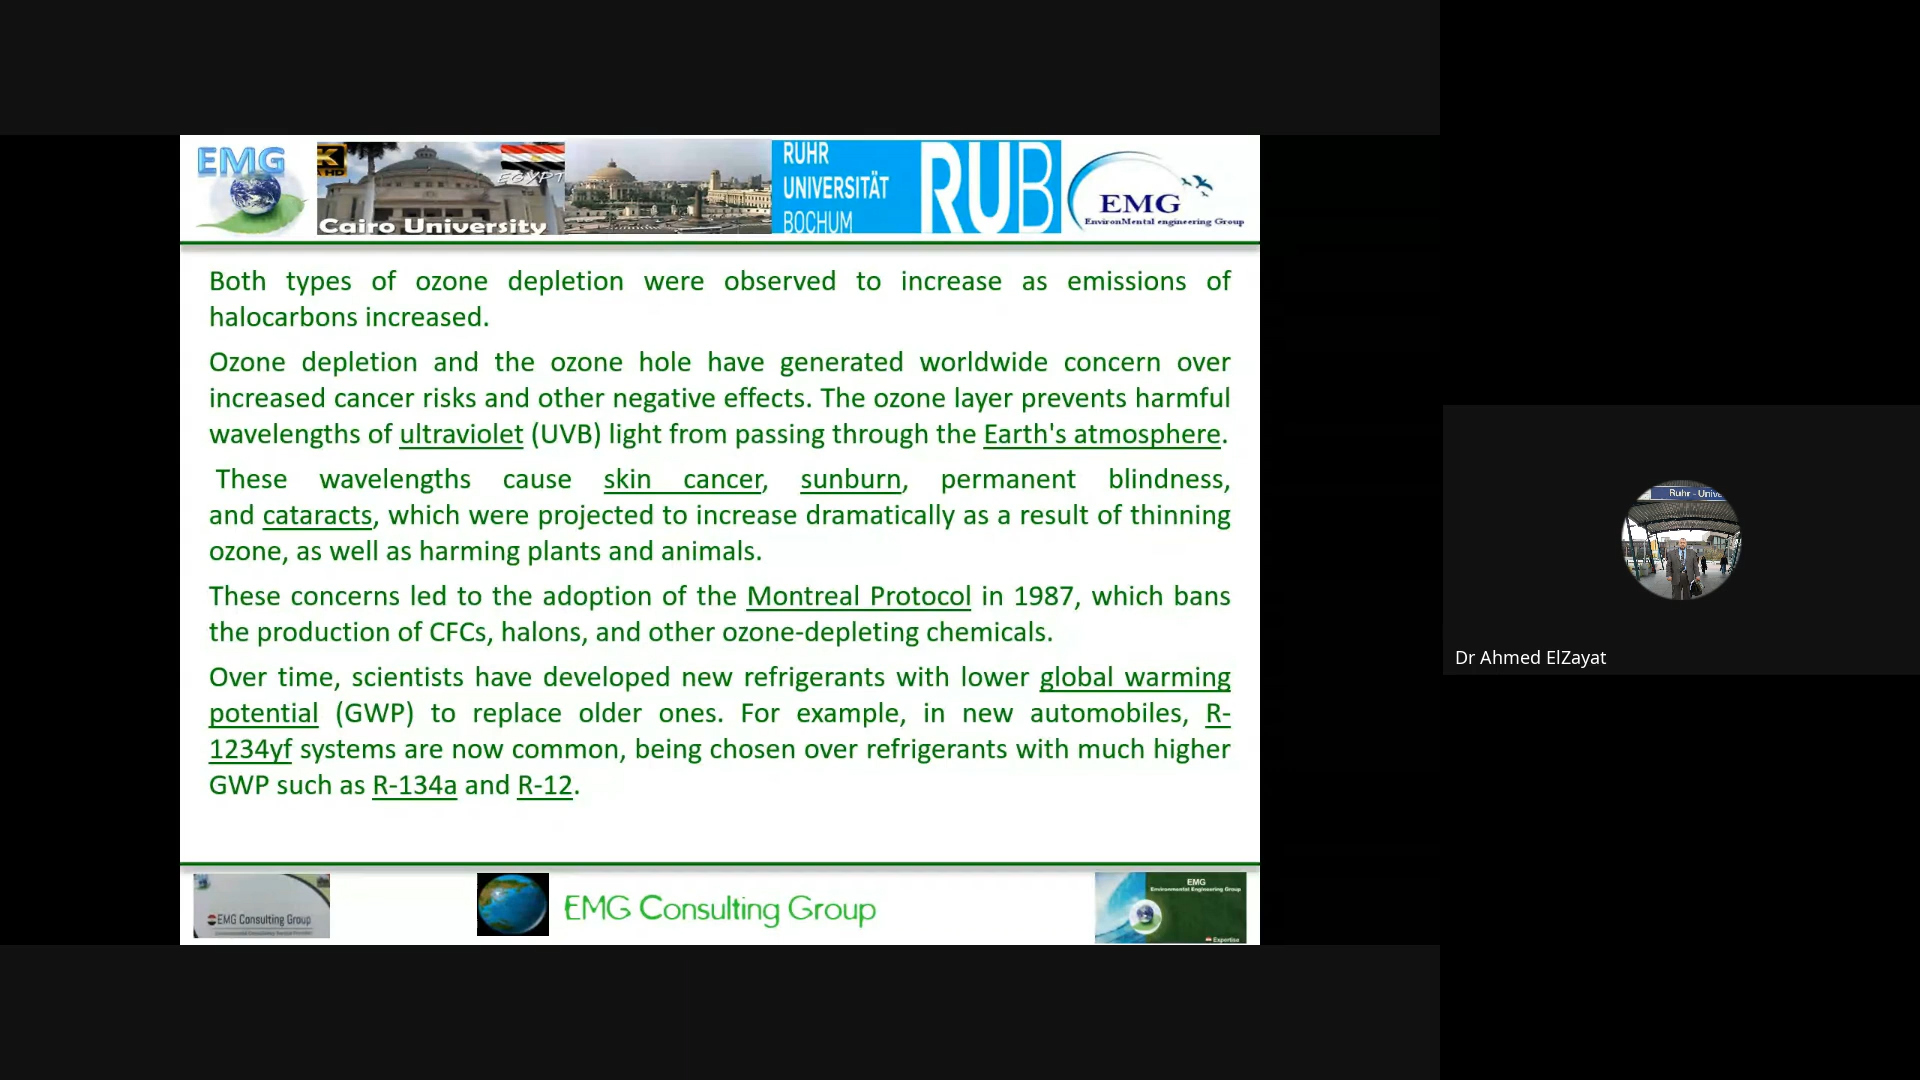 EMG
K
HD
EGYPT
Cairo University
RUHR
UNIVERSITÄT
BOCHUM
RUB
EMG
EnvironMental engineering Group
Both types of ozone depletion were observed to increase as emissions of
halocarbons increased.
Ozone depletion and the ozone hole have generated worldwide concern over
increased cancer risks and other negative effects. The ozone layer prevents harmful
wavelengths of ultraviolet (UVB) light from passing through the Earth's atmosphere.
These wavelengths cause skin cancer, sunburn, permanent blindness,
and cataracts, which were projected to increase dramatically as a result of thinning
ozone, as well as harming plants and animals.
These concerns led to the adoption of the Montreal Protocol in 1987, which bans
the production of CFCs, halons, and other ozone-depleting chemicals.
Over time, scientists have developed new refrigerants with lower global warming
potential (GWP) to replace older ones. For example, in new automobiles, R-
1234yf systems are now common, being chosen over refrigerants with much higher
GWP such as R-134a and R-12.
EMG Consulting Group
EMG Consulting Group
EMG
Environmental Engineering Group
Expertise
Ruhr - Unive
Dr Ahmed ElZayat